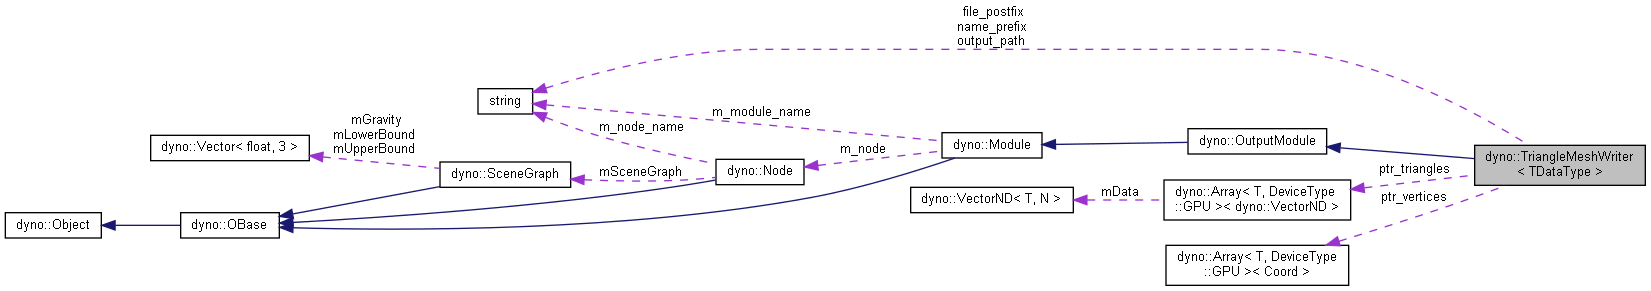 file_postfix
name_prefix
output_path
string
m_module_name
mGravity
mLowerBound
mUpperBound
m_node_name
dyno::Vector< float, 3 >
dyno::Module
dyno::OutputModule
m_node
dyno::TriangleMeshWriter
< TDataType >
dyno::SceneGraph
mSceneGraph
dyno::Node
ptr_triangles
dyno::VectorND< T, N >
mData
dyno::Array< T, DeviceType
::GPU >< dyno::VectorND >
ptr_vertices
dyno::Object
dyno::OBase
dyno::Array< T, DeviceType
::GPU >< Coord >